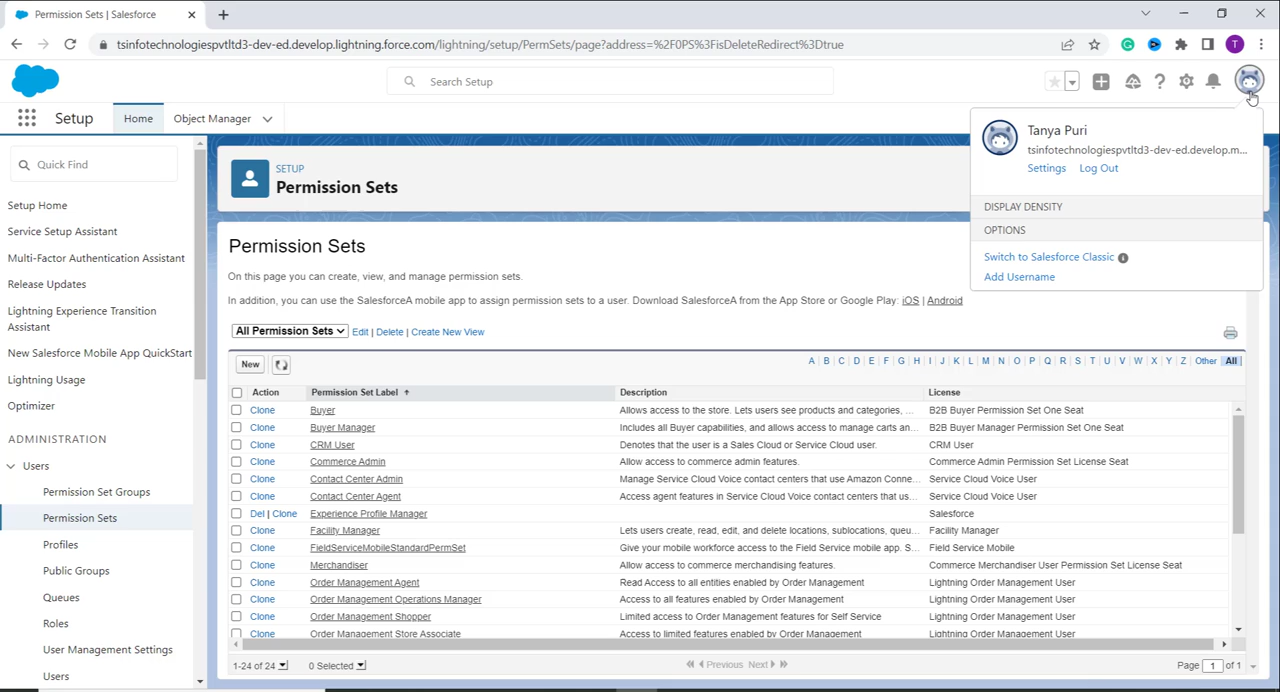 Permission Sets | Salesforce
tsinfotechnologiespvtltd3-dev-ed.develop.lightning.force.com/lightning/setup/PermSets/page?address=%2F0PS%3FisDeleteRedirect%3Dtrue
T
Search Setup
Setup
Home
Object Manager
Quick Find
Setup Home
Service Setup Assistant
Multi-Factor Authentication Assistant
Release Updates
Lightning Experience Transition
Assistant
New Salesforce Mobile App QuickStart
Lightning Usage
Optimizer
ADMINISTRATION
Users
Permission Set Groups
Permission Sets
Profiles
Public Groups
Queues
Roles
User Management Settings
Users
SETUP
Permission Sets
Tanya Puri
tsinfotechnologiespvtltd3-dev-ed.develop.m...
Settings Log Out
DISPLAY DENSITY
OPTIONS
Switch to Salesforce Classic
Add Username
Permission Sets
On this page you can create, view, and manage permission sets.
In addition, you can use the SalesforceA mobile app to assign permission sets to a user. Download SalesforceA from the App Store or Google Play: iOS | Android
All Permission Sets Edit | Delete | Create New View
New A B C D E F G H I J K L M N O P Q R S T U V W X Y Z Other All
Action Permission Set Label Description License
Clone Buyer Allows access to the store. Lets users see products and categories, ... B2B Buyer Permission Set One Seat
Clone Buyer Manager Includes all Buyer capabilities, and allows access to manage carts an... B2B Buyer Manager Permission Set One Seat
Clone CRM User Denotes that the user is a Sales Cloud or Service Cloud user. CRM User
Clone Commerce Admin Allow access to commerce admin features. Commerce Admin Permission Set License Seat
Clone Contact Center Admin Manage Service Cloud Voice contact centers that use Amazon Conne... Service Cloud Voice User
Clone Contact Center Agent Access agent features in Service Cloud Voice contact centers that us... Service Cloud Voice User
Del | Clone Experience Profile Manager Salesforce
Clone Facility Manager Lets users create, read, edit, and delete locations, sublocations, queu... Facility Manager
Clone FieldServiceMobileStandardPermSet Give your mobile workforce access to the Field Service mobile app. S... Field Service Mobile
Clone Merchandiser Allow access to commerce merchandising features. Commerce Merchandiser User Permission Set License Seat
Clone Order Management Agent Read Access to all entities enabled by Order Management Lightning Order Management User
Clone Order Management Operations Manager Access to all features enabled by Order Management Lightning Order Management User
Clone Order Management Shopper Limited access to Order Management features for Self Service Lightning Order Management User
Clone Order Management Store Associate Access to limited features enabled by Order Management Lightning Order Management User
1-24 of 24 0 Selected Previous Next Page 1 of 1